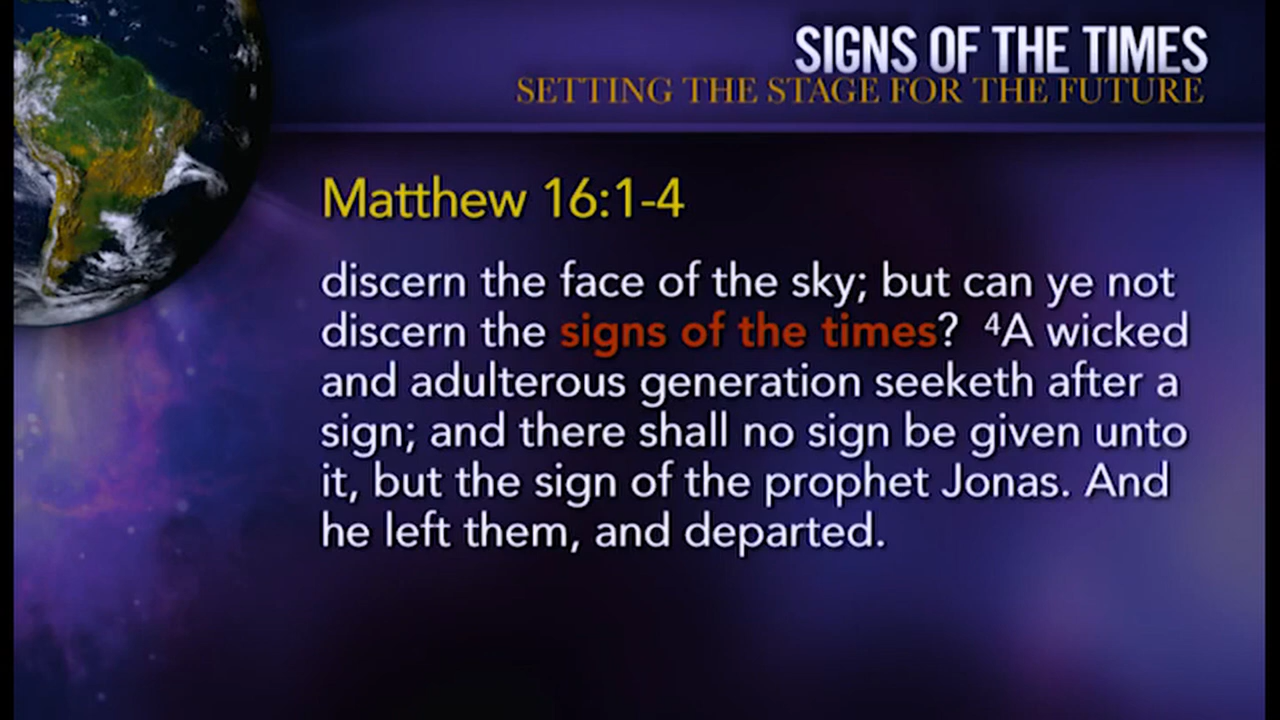 SIGNS OF THE TIMES
SETTING THE STAGE FOR THE FUTURE
Matthew 16:1-4
discern the face of the sky; but can ye not
discern the signs of the times? ⁴A wicked
and adulterous generation seeketh after a
sign; and there shall no sign be given unto
it, but the sign of the prophet Jonas. And
he left them, and departed.